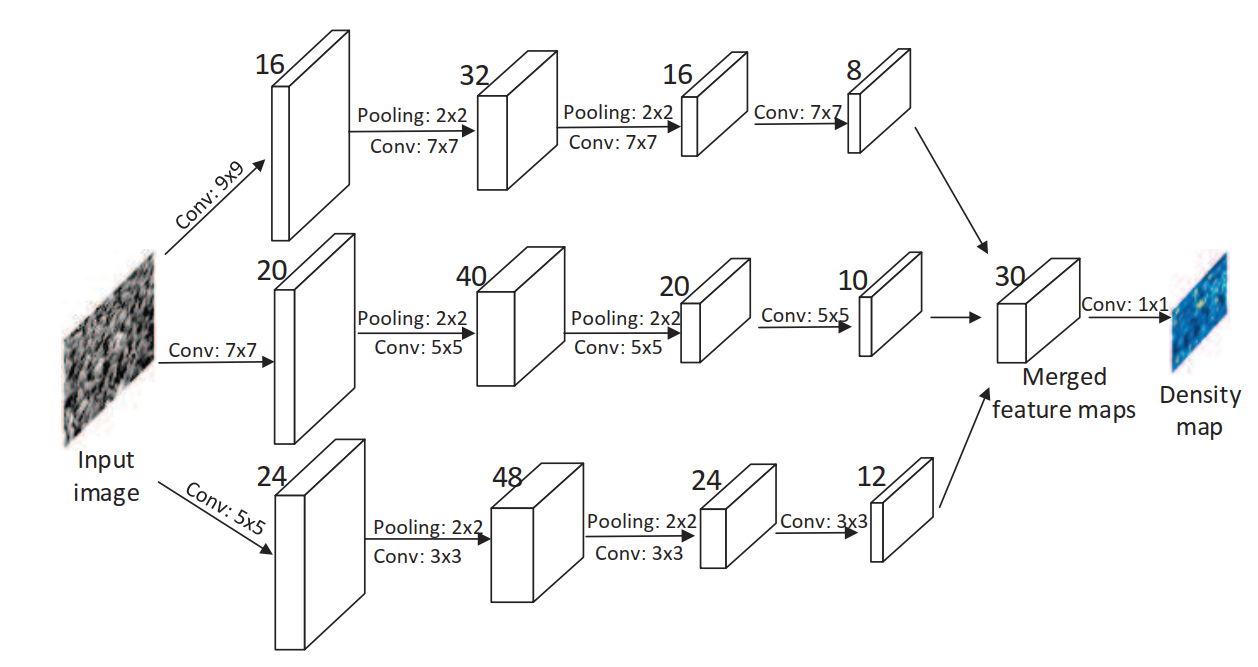 16
Pooling: 2x2
Conv: 7x7
32
Pooling: 2x2
Conv: 7x7
16
Conv: 7x7
8
Conv: 9x9
20
Pooling: 2x2
Conv: 5x5
40
Pooling: 2x2
Conv: 5x5
20
Conv: 5x5
10
30
Conv: 1x1
Conv: 7x7
Merged
feature maps
Density
map
Input
image
Conv: 5x5
24
Pooling: 2x2
Conv: 3x3
48
Pooling: 2x2
Conv: 3x3
24
Conv: 3x3
12